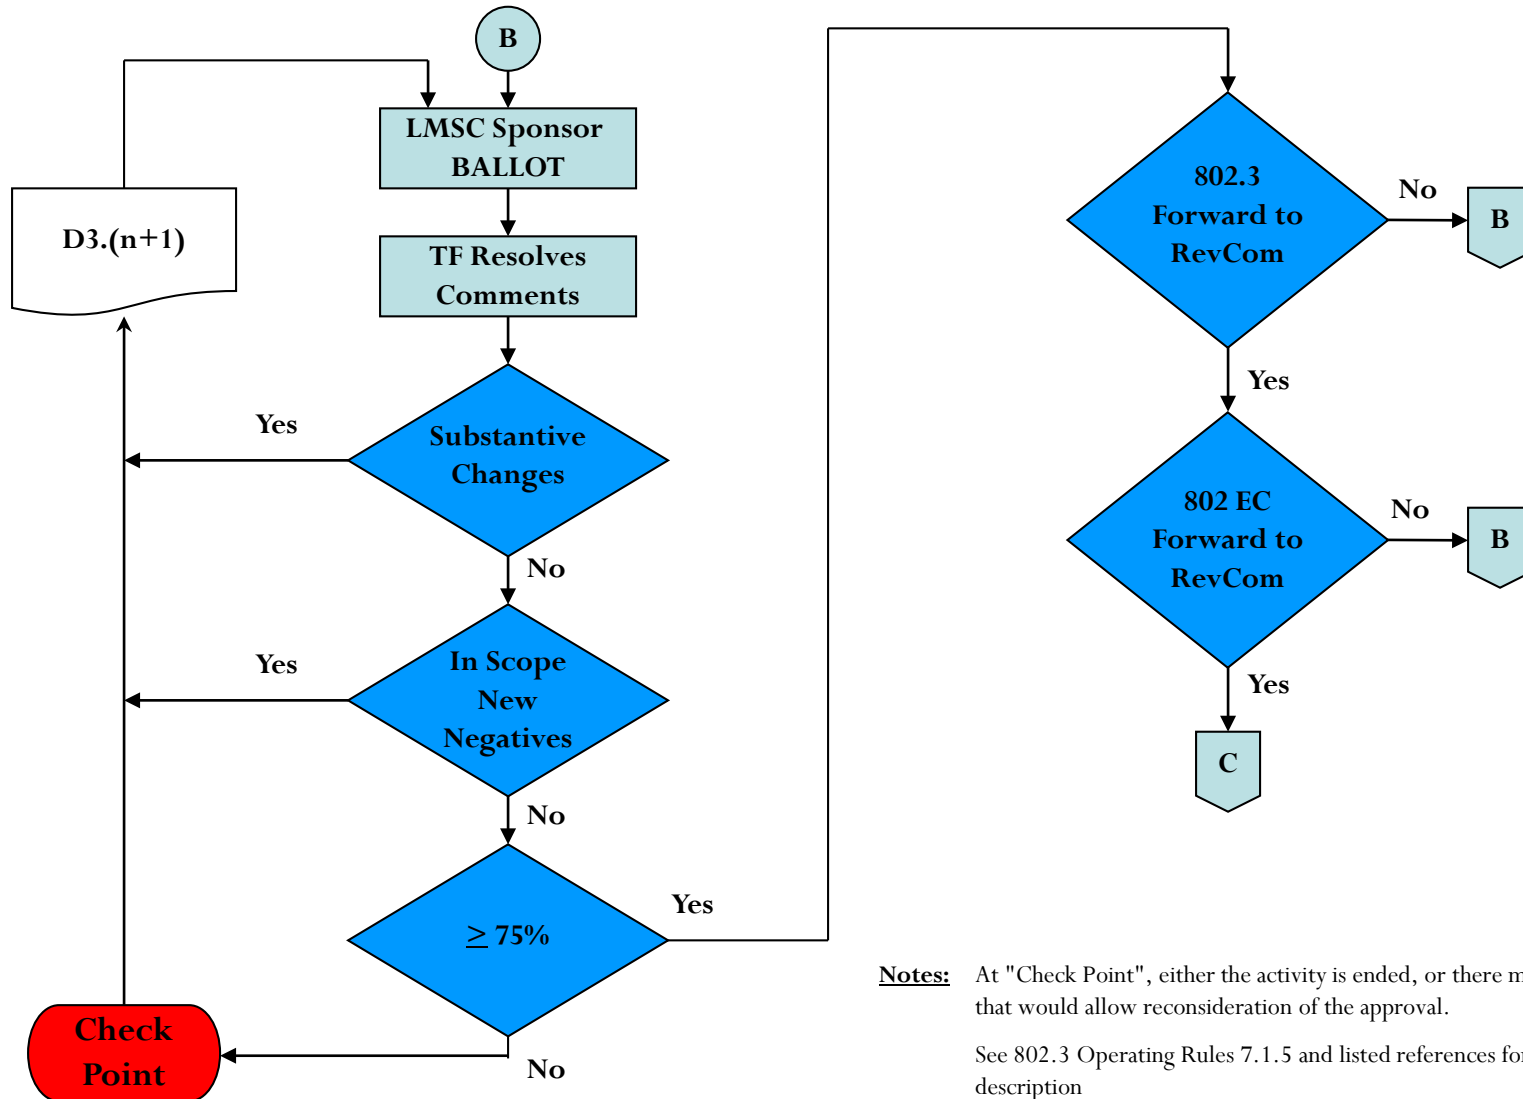 B
LMSC Sponsor
BALLOT
D3.(n+1)
TF Resolves
Comments
Yes
Substantive
Changes
No
Yes
In Scope
New
Negatives
No
≥ 75%
Yes
Check
Point
No
802.3
Forward to
RevCom
No
B
Yes
802 EC
Forward to
RevCom
No
B
Yes
C
Notes: At "Check Point", either the activity is ended, or there
that would allow reconsideration of the approval.
See 802.3 Operating Rules 7.1.5 and listed references for
description